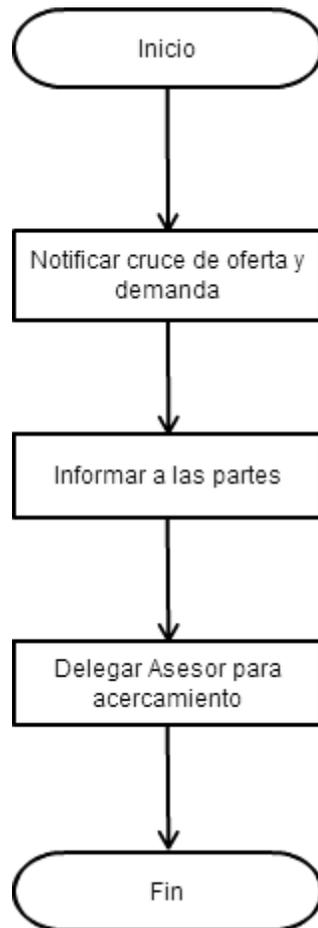 Inicio
Notificar cruce de oferta y
demanda
Informar a las partes
Delegar Asesor para
acercamiento
Fin